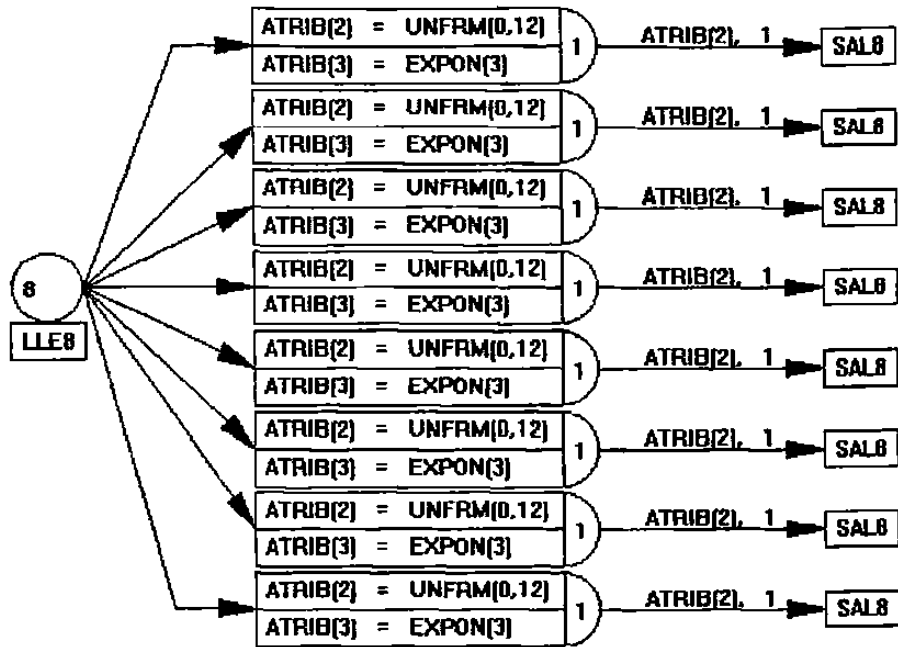 ATRIB(2) = UNFRM(0,12)
ATRIB(3) = EXPON(3)
1
ATRIB(2), 1
SAL8
ATRIB(2) = UNFRM(0,12)
ATRIB(3) = EXPON(3)
1
ATRIB(2), 1
SAL8
ATRIB(2) = UNFRM(0,12)
ATRIB(3) = EXPON(3)
1
ATRIB(2), 1
SAL8
8
LLE8
ATRIB(2) = UNFRM(0,12)
ATRIB(3) = EXPON(3)
1
ATRIB(2), 1
SAL8
ATRIB(2) = UNFRM(0,12)
ATRIB(3) = EXPON(3)
1
ATRIB(2), 1
SAL8
ATRIB(2) = UNFRM(0,12)
ATRIB(3) = EXPON(3)
1
ATRIB(2), 1
SAL8
ATRIB(2) = UNFRM(0,12)
ATRIB(3) = EXPON(3)
1
ATRIB(2), 1
SAL8
ATRIB(2) = UNFRM(0,12)
ATRIB(3) = EXPON(3)
1
ATRIB(2), 1
SAL8